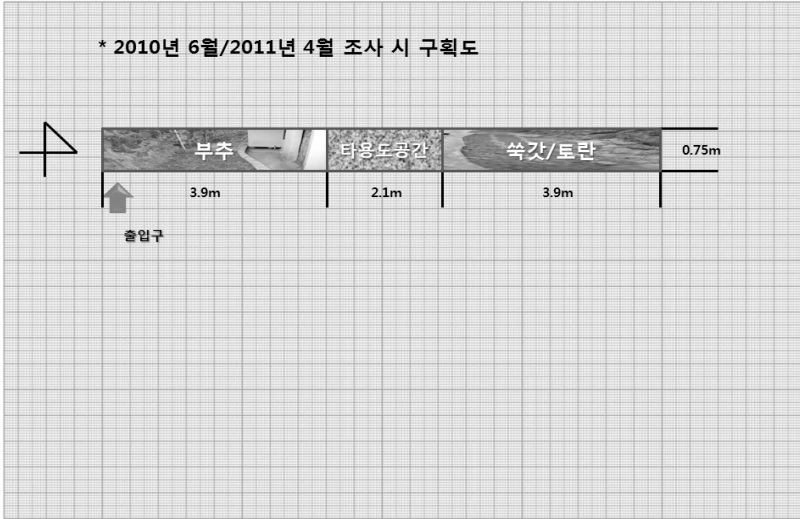 * 2010년 6월/2011년 4월 조사 시 구획도
부추 타용도공간 쑥갓/토란 0.75m
3.9m 2.1m 3.9m
출입구